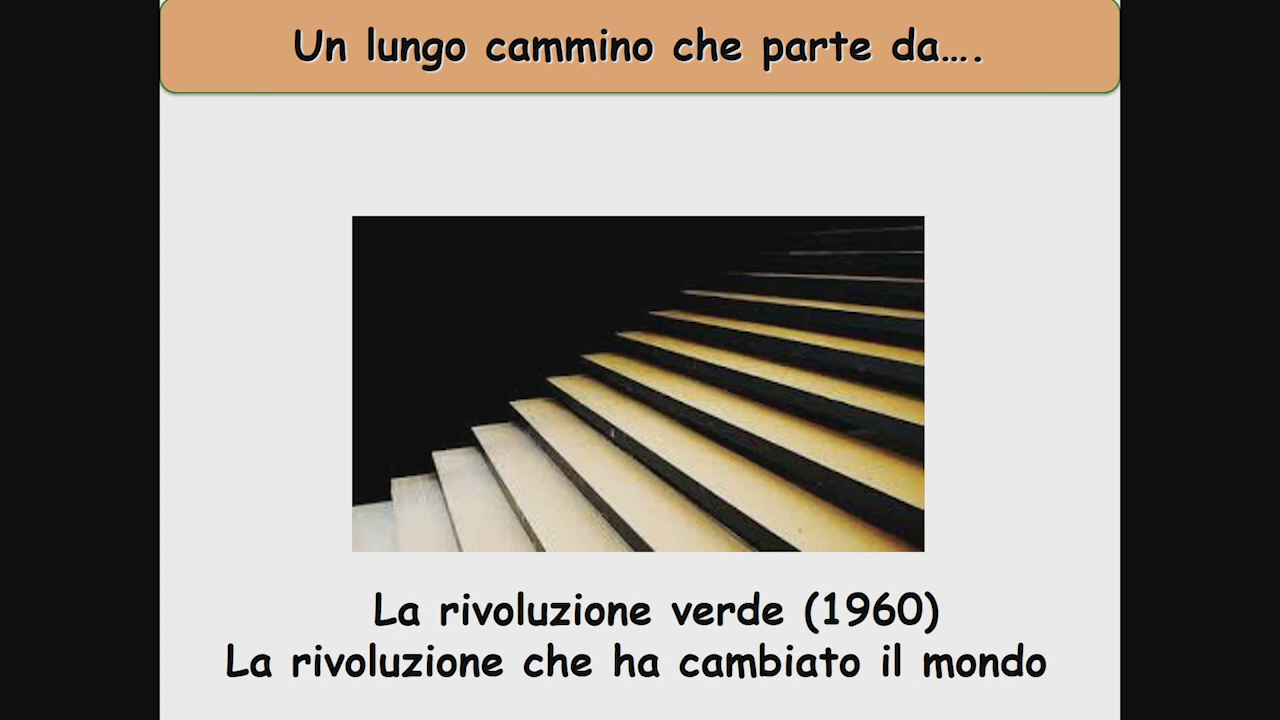 Un lungo cammino che parte da....
La rivoluzione verde (1960)
La rivoluzione che ha cambiato il mondo